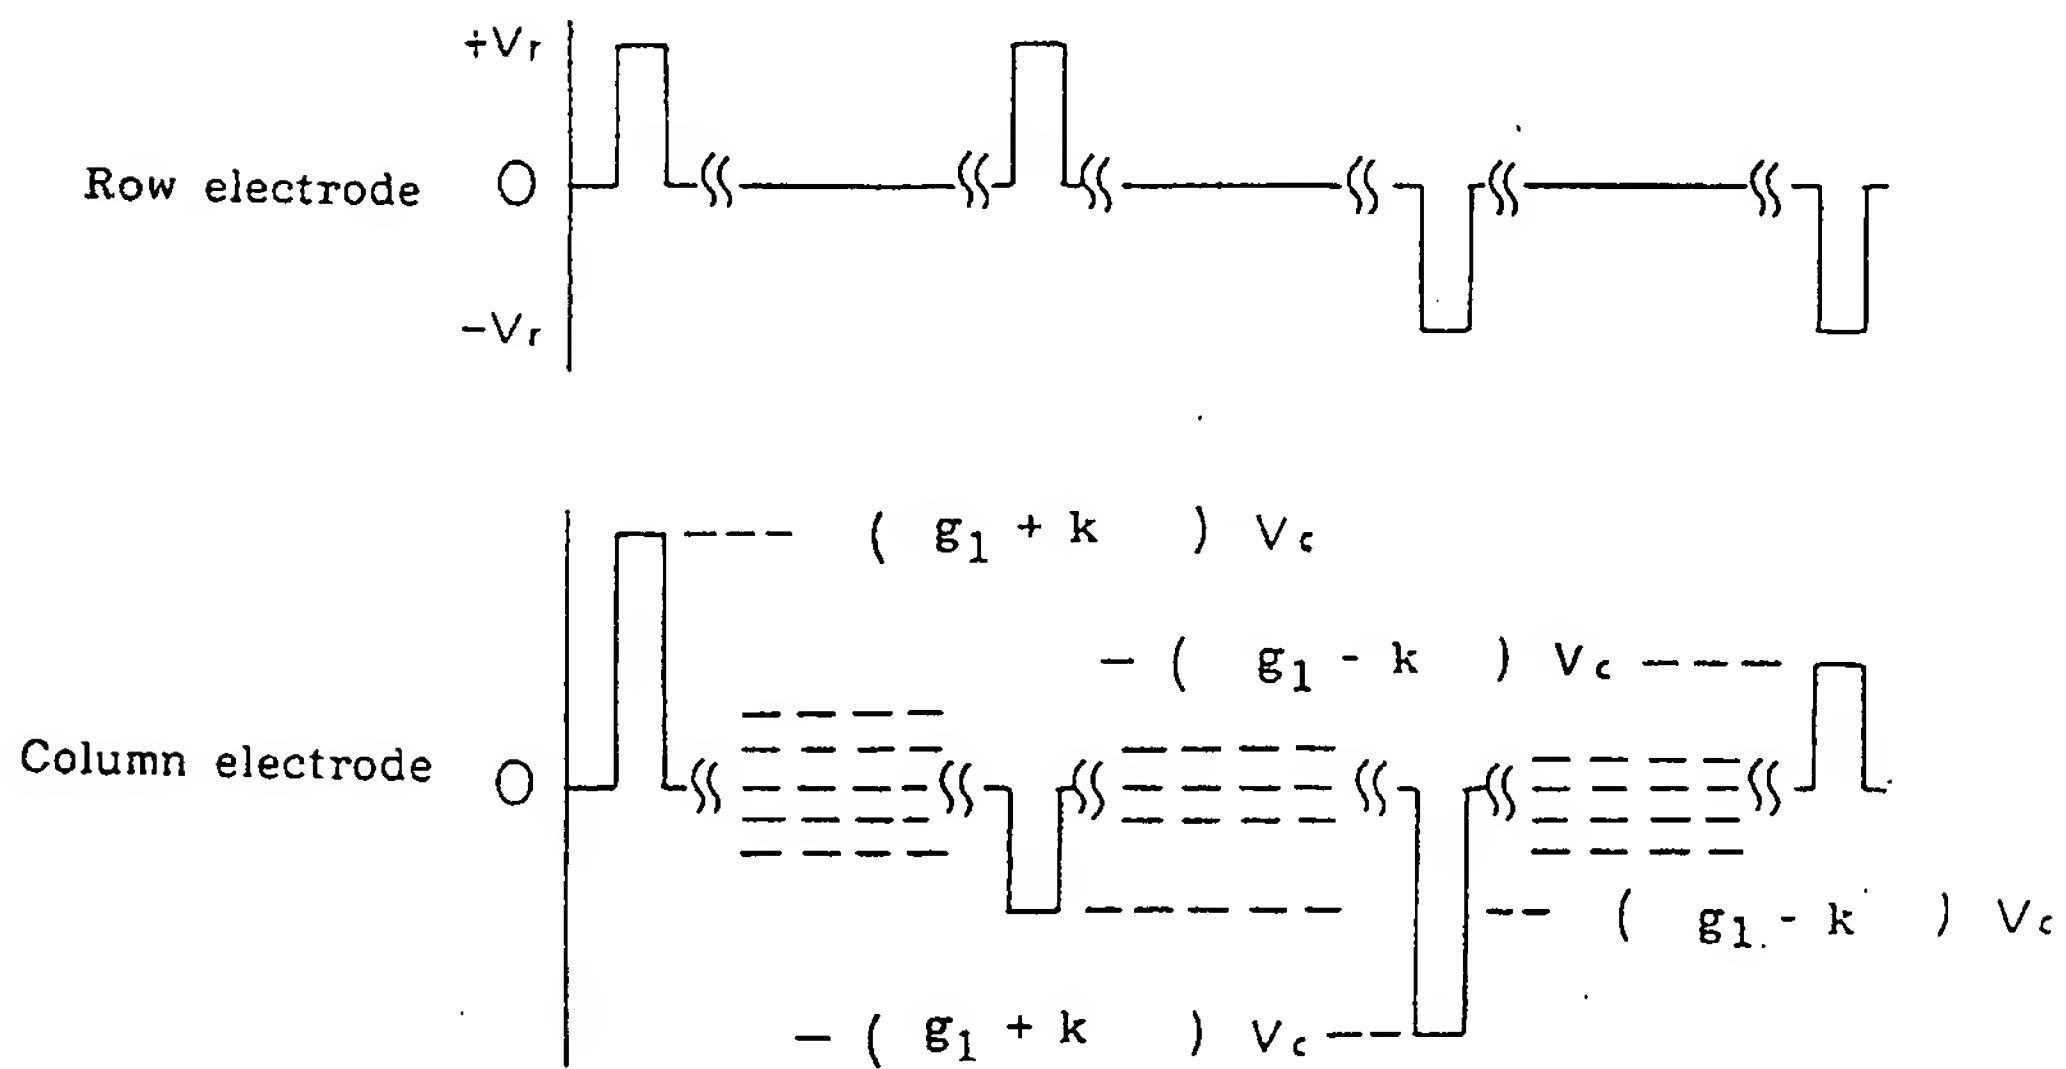 +Vr
Row electrode O
-Vr
( g1 + k ) Vc
- ( g1 - k ) Vc
Column electrode O
( g1. - k ) Vc
- ( g1 + k ) Vc